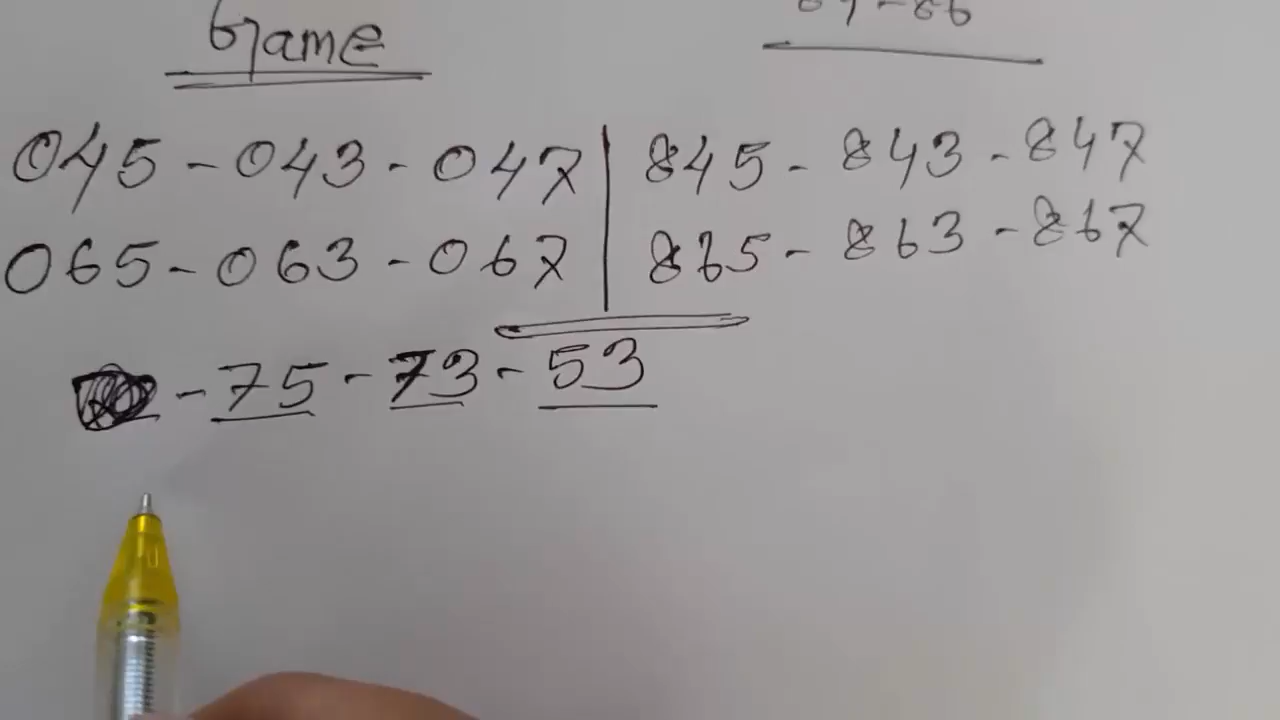 Game
045 - 043 - 047 | 845 - 843 - 847
065 - 063 - 067 | 865 - 863 - 867
- 75 - 73 - 53